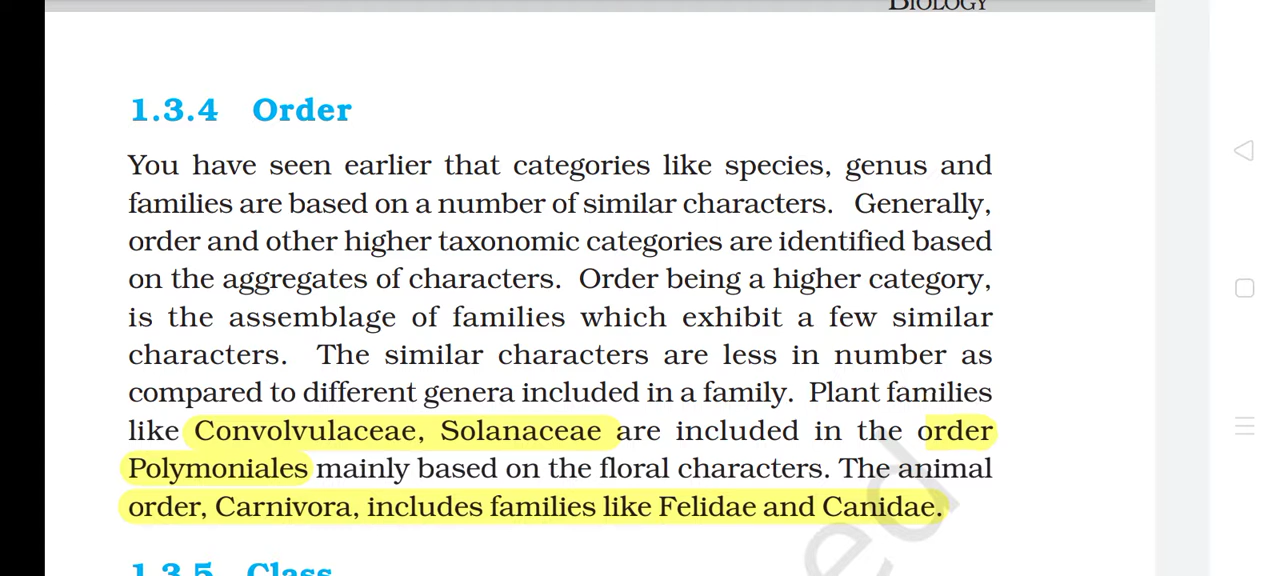 BIOLOGY
1.3.4 Order
You have seen earlier that categories like species, genus and
families are based on a number of similar characters. Generally,
order and other higher taxonomic categories are identified based
on the aggregates of characters. Order being a higher category,
is the assemblage of families which exhibit a few similar
characters. The similar characters are less in number as
compared to different genera included in a family. Plant families
like Convolvulaceae, Solanaceae are included in the order
Polymoniales mainly based on the floral characters. The animal
order, Carnivora, includes families like Felidae and Canidae.
1.3.5 Class